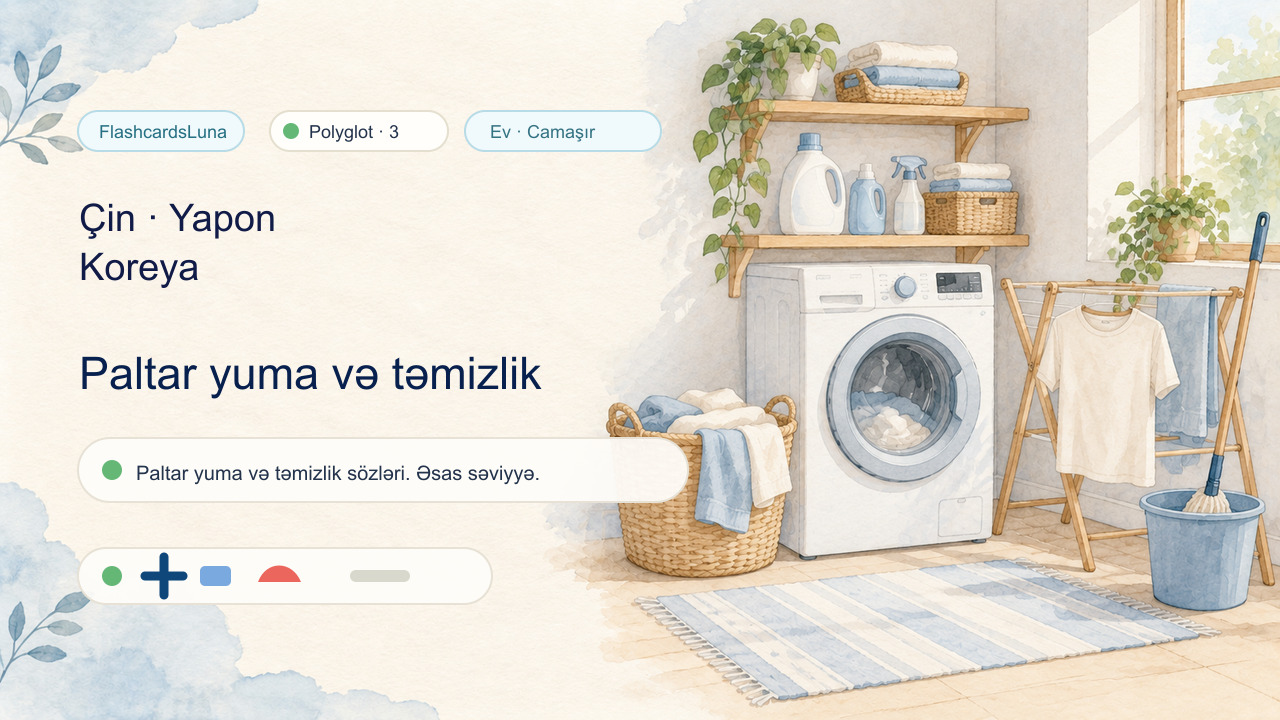 FlashcardsLuna
Polyglot · 3
Ev · Camaşır
Çin · Yapon
Koreya
Paltar yuma və təmizlik
Paltar yuma və təmizlik sözləri. Əsas səviyyə.